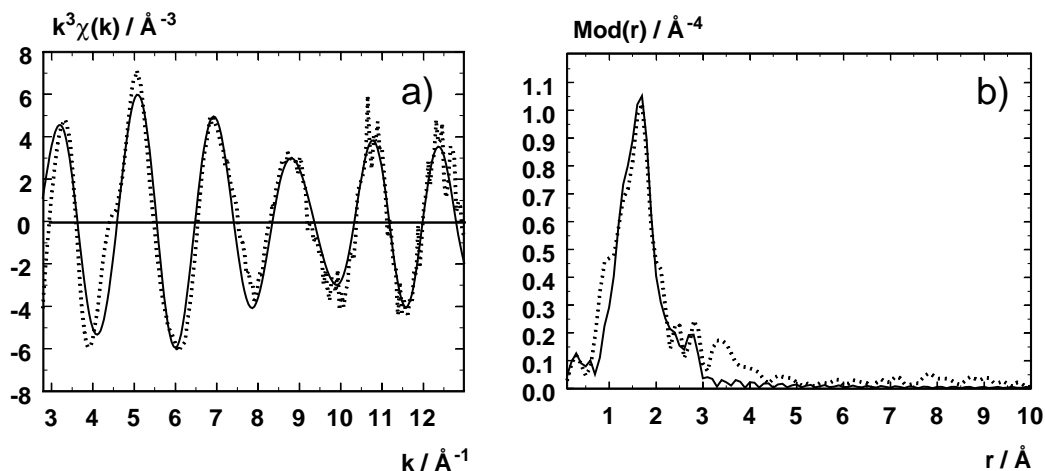 k³χ(k) / Å⁻³
a)
8
6
4
2
0
-2
-4
-6
-8
3 4 5 6 7 8 9 10 11 12
k / Å⁻¹
Mod(r) / Å⁻⁴
b)
1.1
1.0
0.9
0.8
0.7
0.6
0.5
0.4
0.3
0.2
0.1
0.0
1 2 3 4 5 6 7 8 9 10
r / Å